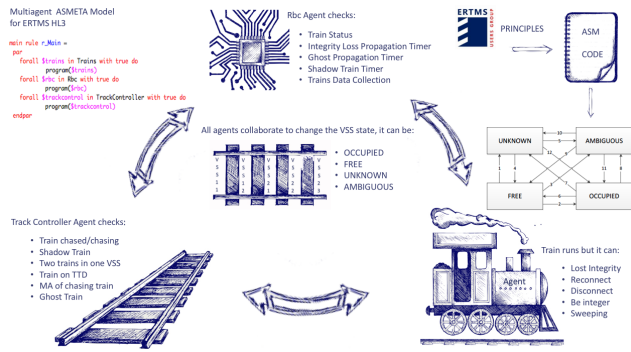 Multiagent ASMETA Model
for ERTMS HL3
main rule r_Main =
par
forall $trains in Trains with true do
program($trains)
forall $rbc in Rbc with true do
program($rbc)
forall $trackcontrol in TrackController with true do
program($trackcontrol)
endpar
Rbc Agent checks:
• Train Status
• Integrity Loss Propagation Timer
• Ghost Propagation Timer
• Shadow Train Timer
• Trains Data Collection
ERTMS
USERS GROUP
PRINCIPLES
ASM
CODE
All agents collaborate to change the VSS state, it can be:
• OCCUPIED
• FREE
• UNKNOWN
• AMBIGUOUS
UNKNOWN
AMBIGUOUS
FREE
OCCUPIED
Track Controller Agent checks:
• Train chased/chasing
• Shadow Train
• Two trains in one VSS
• Train on TTD
• MA of chasing train
• Ghost Train
Agent
Train runs but it can:
• Lost Integrity
• Reconnect
• Disconnect
• Be integer
• Sweeping